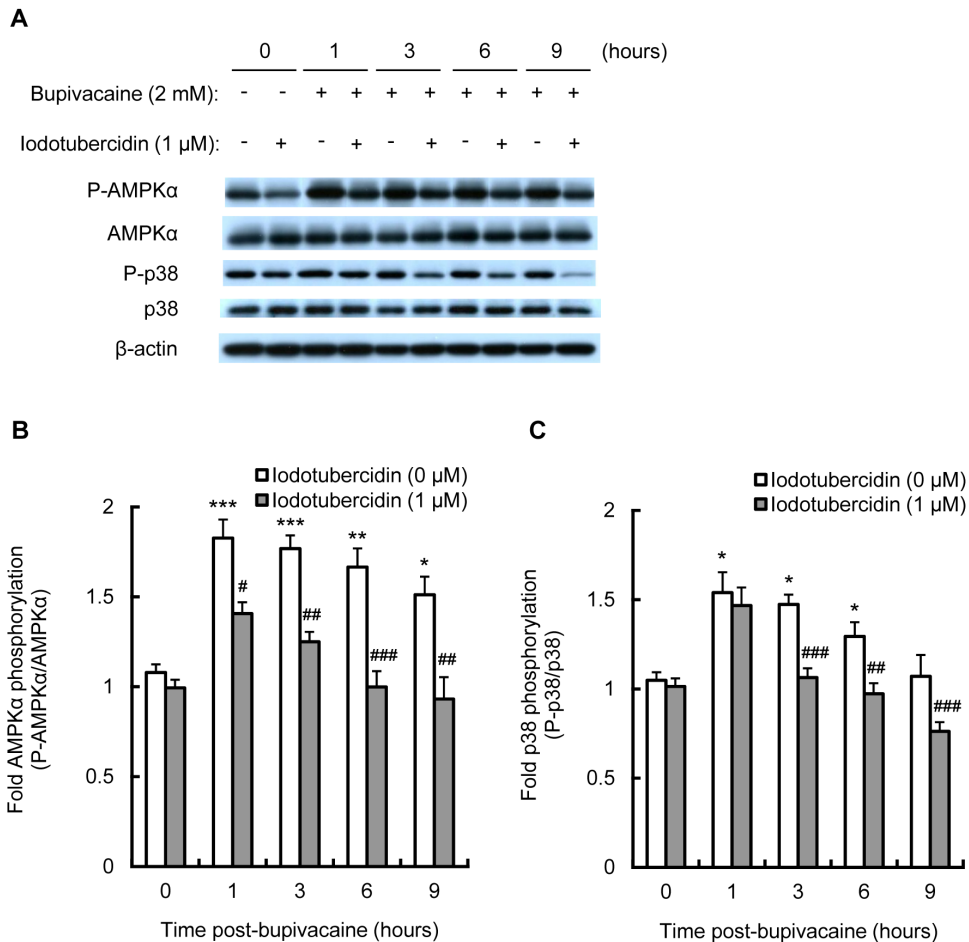 A
0 1 3 6 9 (hours)
Bupivacaine (2 mM): - - + + + + + + + +
Iodotubercidin (1 μM): - + - + - + - + - +
P-AMPKα
AMPKα
P-p38
p38
β-actin
B
Iodotubercidin (0 μM)
Iodotubercidin (1 μM)
Fold AMPKα phosphorylation
(P-AMPKα/AMPKα)
2
1.5
1
0.5
0
*** *** ** *
# ## ### ##
0 1 3 6 9
Time post-bupivacaine (hours)
C
Iodotubercidin (0 μM)
Iodotubercidin (1 μM)
Fold p38 phosphorylation
(P-p38/p38)
2
1.5
1
0.5
0
* * *
### ## ###
0 1 3 6 9
Time post-bupivacaine (hours)